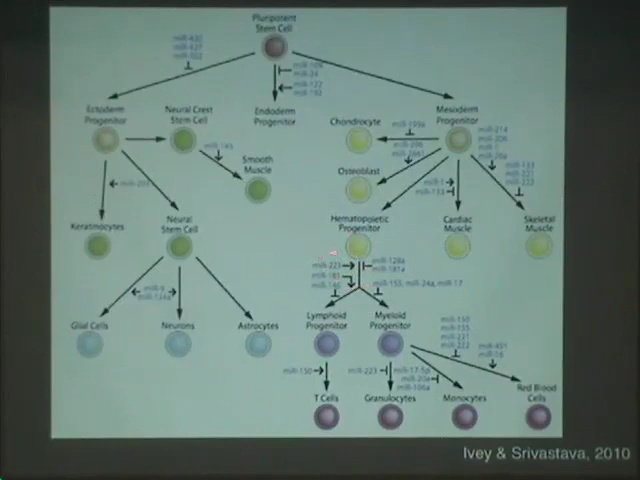 Pluripotent
Stem Cell
miR-430
miR-427
miR-302
miR-122
miR-192
Ectoderm
Progenitor
Neural Crest
Stem Cell
Endoderm
Progenitor
Chondrocyte
Mesoderm
Progenitor
miR-199a
miR-214
miR-206
miR-1
miR-26a
miR-145
Smooth
Muscle
Osteoblast
miR-133
miR-221
miR-222
miR-203
miR-1
miR-133
Keratinocytes
Neural
Stem Cell
Hematopoietic
Progenitor
Cardiac
Muscle
Skeletal
Muscle
miR-223
miR-128a
miR-181a
miR-181
miR-146
miR-155, miR-24a, miR-17
miR-9
miR-124a
Glial Cells
Neurons
Astrocytes
Lymphoid
Progenitor
Myeloid
Progenitor
miR-150
miR-155
miR-221
miR-222
miR-451
miR-16
miR-150
miR-223
miR-17-5p
miR-20a
miR-106a
T Cells
Granulocytes
Monocytes
Red Blood
Cells
Ivey & Srivastava, 2010